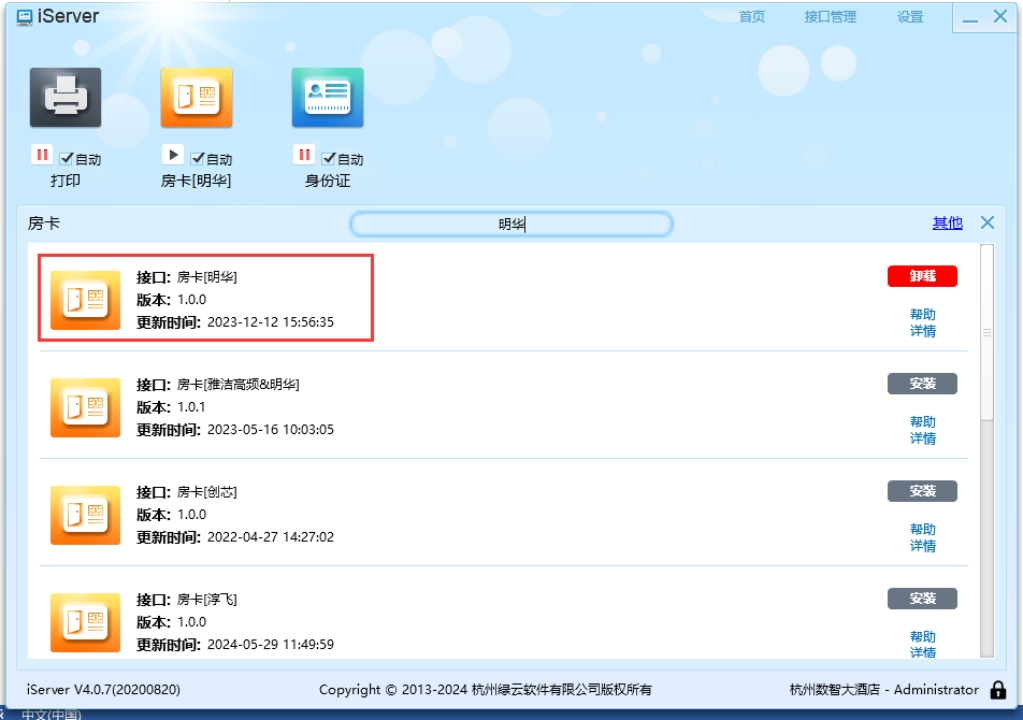 iServer
首页 接口管理 设置
自动 自动 自动
打印 房卡[明华] 身份证
房卡 明华 其他
接口: 房卡[明华]
卸载
版本: 1.0.0
帮助
更新时间: 2023-12-12 15:56:35
详情
接口: 房卡[雅洁高频&明华]
安装
版本: 1.0.1
帮助
更新时间: 2023-05-16 10:03:05
详情
接口: 房卡[创芯]
安装
版本: 1.0.0
帮助
更新时间: 2022-04-27 14:27:02
详情
接口: 房卡[淳飞]
安装
版本: 1.0.0
帮助
更新时间: 2024-05-29 11:49:59
详情
iServer V4.0.7(20200820) Copyright © 2013-2024 杭州绿云软件有限公司版权所有 杭州数智大酒店 - Administrator
中文(中国)